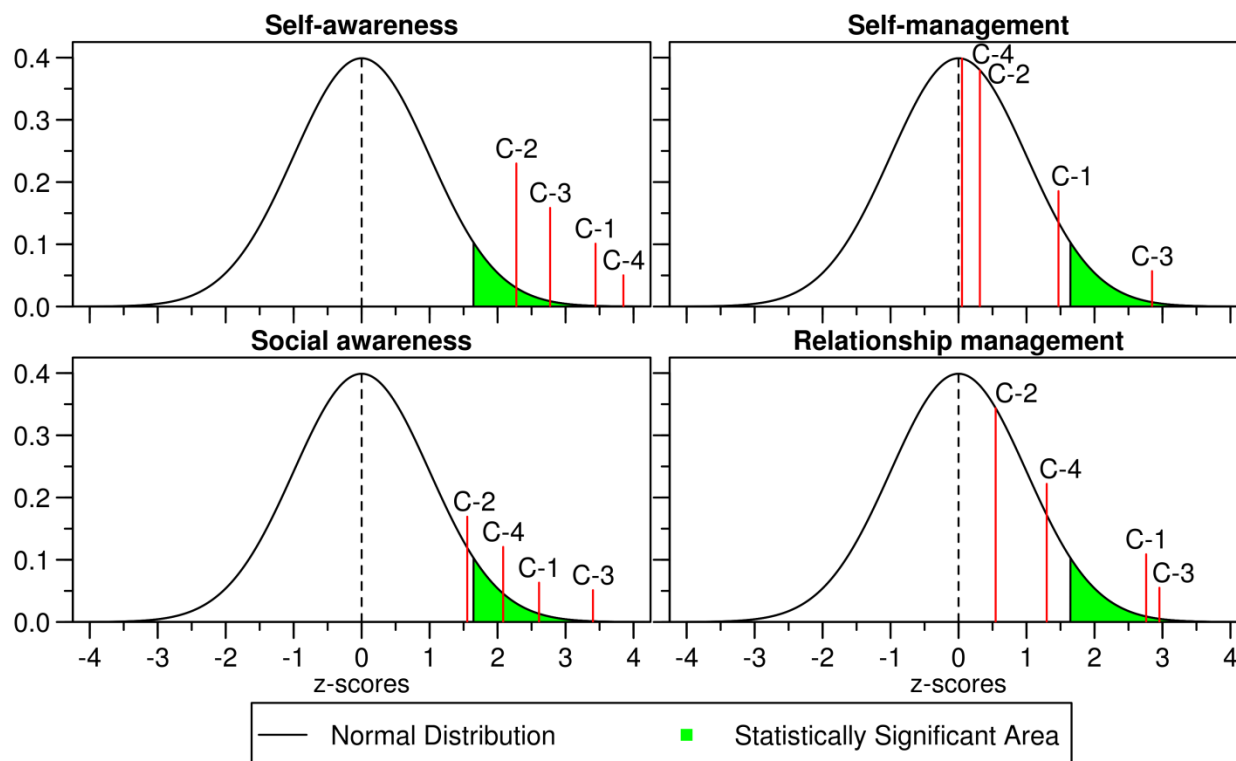 Self-awareness
Self-management
0.4
0.3
0.2
0.1
0.0
C-2
C-3
C-1
C-4
C-4
C-2
C-1
C-3
Social awareness
Relationship management
0.4
0.3
0.2
0.1
0.0
C-2
C-4
C-1
C-3
C-2
C-4
C-1
C-3
-4 -3 -2 -1 0 1 2 3 4
-4 -3 -2 -1 0 1 2 3 4
z-scores
z-scores
Normal Distribution
Statistically Significant Area